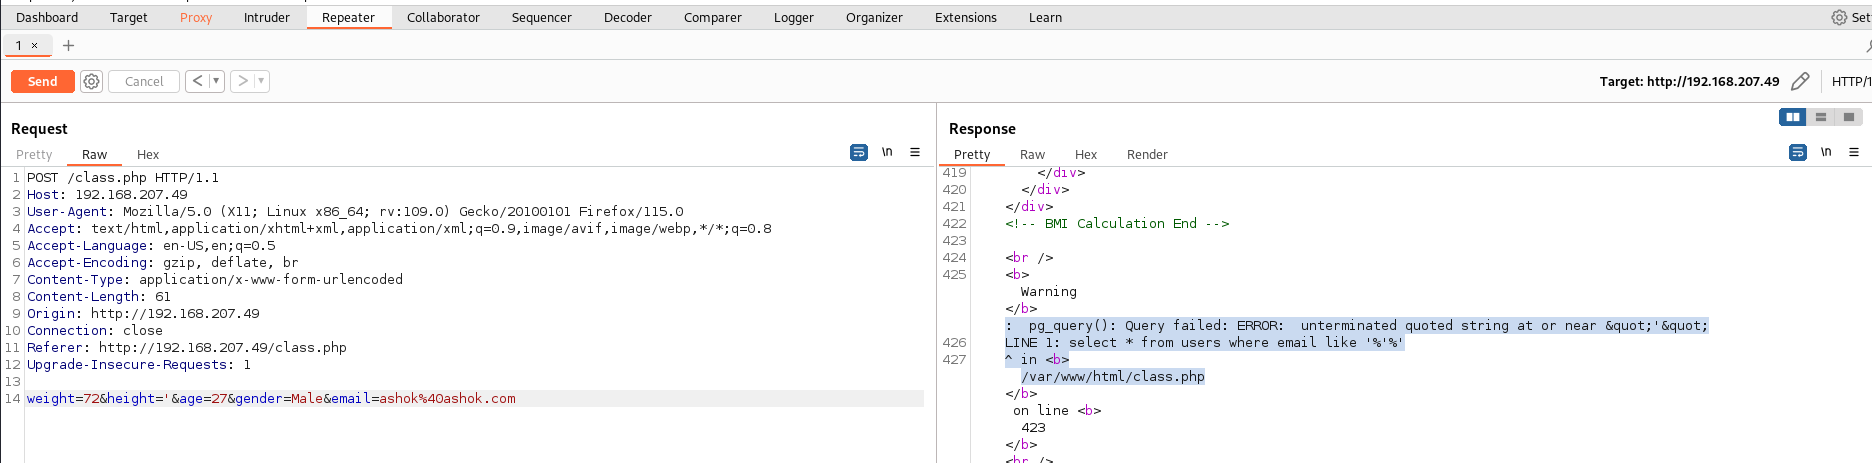 Dashboard Target Proxy Intruder Repeater Collaborator Sequencer Decoder Comparer Logger Organizer Extensions Learn Set
1 × +
Send Cancel < >
Target: http://192.168.207.49 HTTP/1
Request
Pretty Raw Hex \n
1 POST /class.php HTTP/1.1
2 Host: 192.168.207.49
3 User-Agent: Mozilla/5.0 (X11; Linux x86_64; rv:109.0) Gecko/20100101 Firefox/115.0
4 Accept: text/html,application/xhtml+xml,application/xml;q=0.9,image/avif,image/webp,*/*;q=0.8
5 Accept-Language: en-US,en;q=0.5
6 Accept-Encoding: gzip, deflate, br
7 Content-Type: application/x-www-form-urlencoded
8 Content-Length: 61
9 Origin: http://192.168.207.49
10 Connection: close
11 Referer: http://192.168.207.49/class.php
12 Upgrade-Insecure-Requests: 1
13
14 weight=72&height='&age=27&gender=Male&email=ashok%40ashok.com
Response
Pretty Raw Hex Render \n
419 </div>
420 </div>
421 </div>
422 <!-- BMI Calculation End -->
423
424 <br />
425 <b>
Warning
</b>
: pg_query(): Query failed: ERROR: unterminated quoted string at or near &quot;'&quot;
426 LINE 1: select * from users where email like '%'%'
427 ^ in <b>
/var/www/html/class.php
</b>
on line <b>
423
</b>
<br />